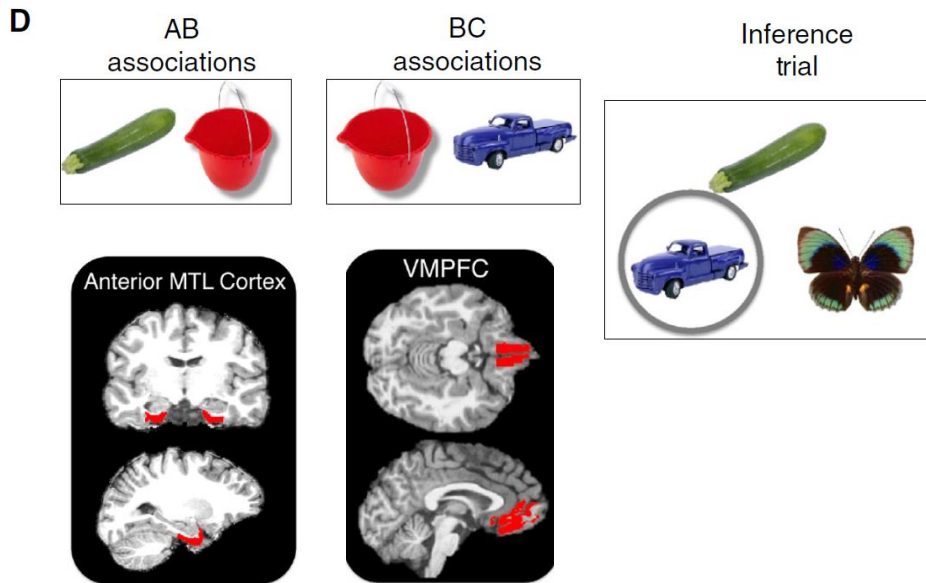 D
AB
associations
BC
associations
Inference
trial
Anterior MTL Cortex
VMPFC